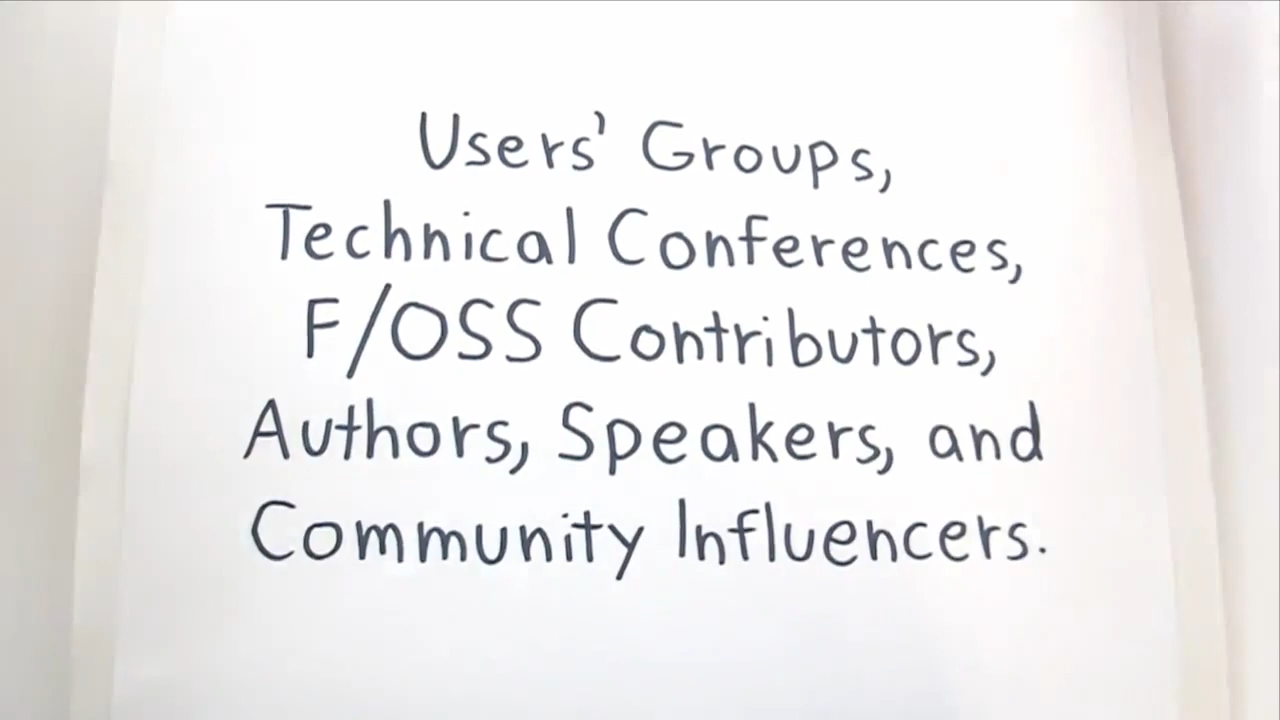 Users' Groups,
Technical Conferences,
F/OSS Contributors,
Authors, Speakers, and
Community Influencers.